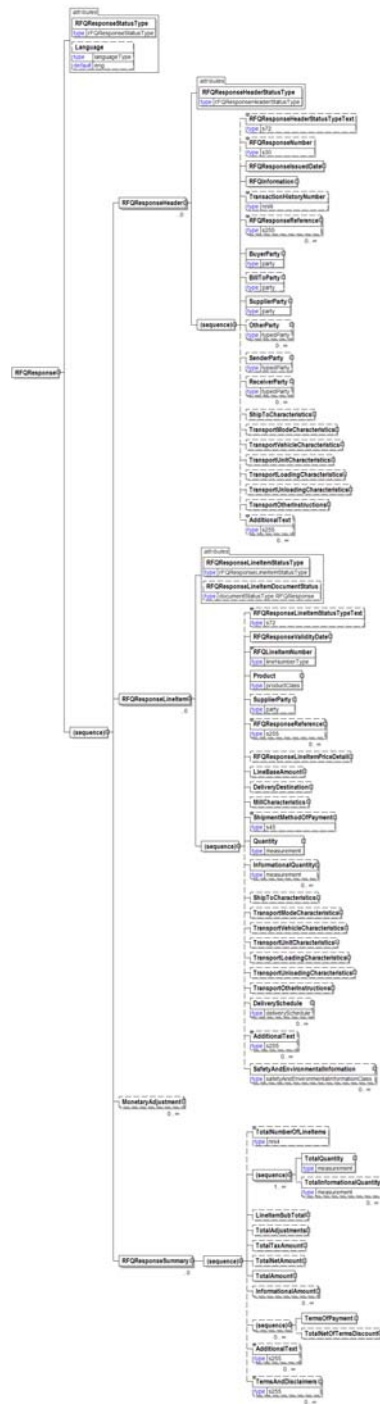 attributes
RFQResponseStatusType
type rFQResponseStatusType
Language
type languageType
default eng
attributes
RFQResponseHeaderStatusType
type rFQResponseHeaderStatusType
RFQResponseHeaderStatusTypeText
type s72
RFQResponseNumber
type s30
RFQResponseIssuedDate
RFQInformation
TransactionHistoryNumber
type
RFQResponseReference
type s255
0..∞
RFQResponseHeader
BuyerParty
type party
BillToParty
type party
SupplierParty
type party
(sequence)
OtherParty
type typedParty
0..∞
SenderParty
type typedParty
ReceiverParty
type typedParty
0..∞
RFQResponse
ShipToCharacteristics
TransportModeCharacteristics
TransportVehicleCharacteristics
TransportUnitCharacteristics
TransportLoadingCharacteristics
TransportUnloadingCharacteristics
TransportOtherInstructions
AdditionalText
type s255
0..∞
attributes
RFQResponseLineItemStatusType
type rFQResponseLineItemStatusType
RFQResponseLineItemDocumentStatus
type documentStatusType RFQResponse
RFQResponseLineItemStatusTypeText
type s72
RFQResponseValidityDate
RFQLineItemNumber
type lineNumberType
Product
type productClass
RFQResponseLineItem
SupplierParty
type party
(sequence)
RFQResponseReference
type s255
0..∞
RFQResponseLineItemPriceDetail
LineBaseAmount
DeliveryDestination
MillCharacteristics
ShipmentMethodOfPayment
type s45
(sequence)
Quantity
type measurement
InformationalQuantity
type measurement
0..∞
ShipToCharacteristics
TransportModeCharacteristics
TransportVehicleCharacteristics
TransportUnitCharacteristics
TransportLoadingCharacteristics
TransportUnloadingCharacteristics
TransportOtherInstructions
DeliverySchedule
type deliverySchedule
0..∞
AdditionalText
type s255
0..∞
SafetyAndEnvironmentalInformation
type safetyAndEnvironmentalInformationClass
0..∞
MonetaryAdjustment
0..∞
TotalNumberOfLineItems
type
(sequence)
1..∞
TotalQuantity
type measurement
TotalInformationalQuantity
type measurement
0..∞
LineItemSubTotal
TotalAdjustments
TotalTaxAmount
RFQResponseSummary
(sequence)
TotalNetAmount
TotalAmount
InformationalAmount
0..∞
(sequence)
0..∞
TermsOfPayment
TotalNetOfTermsDiscount
AdditionalText
type s255
0..∞
TermsAndDisclaimers
type s255
0..∞